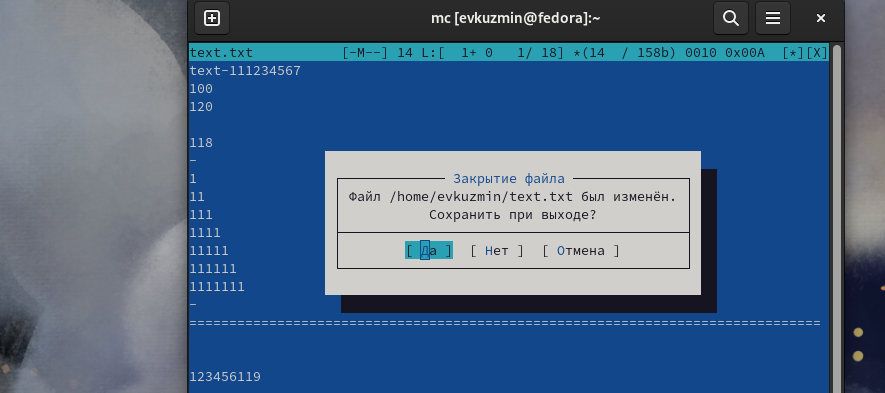 mc [evkuzmin@fedora]:~
text.txt [-M--] 14 L:[ 1+ 0 1/ 18] *(14 / 158b) 0010 0x00A [*][X]
text-111234567
100
120
118
-
1
11
111
1111
11111
111111
1111111
-
===============================================================================
123456119
Закрытие файла
Файл /home/evkuzmin/text.txt был изменён.
Сохранить при выходе?
[ Да ] [ Нет ] [ Отмена ]